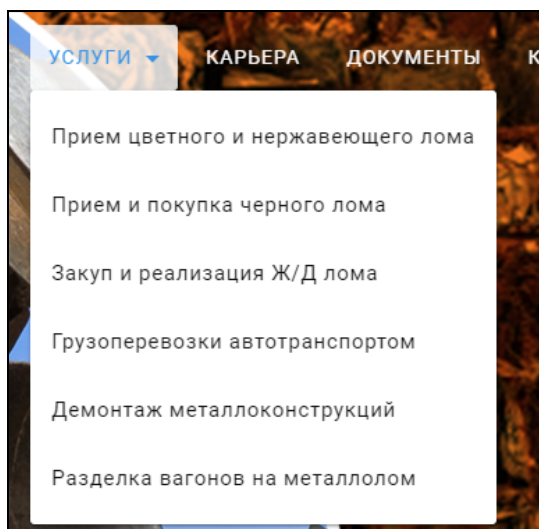 УСЛУГИ КАРЬЕРА ДОКУМЕНТЫ К
Прием цветного и нержавеющего лома
Прием и покупка черного лома
Закуп и реализация Ж/Д лома
Грузоперевозки автотранспортом
Демонтаж металлоконструкций
Разделка вагонов на металлолом